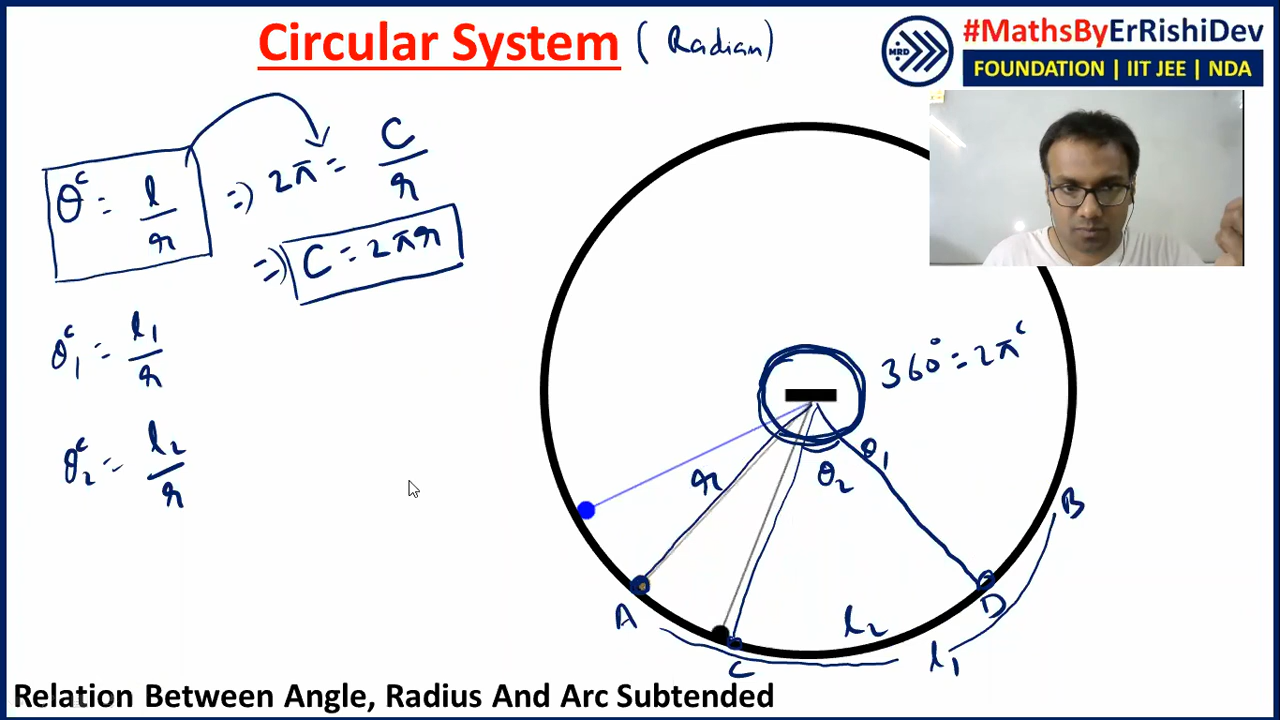 Circular System ( Radian )
#MathsByErRishiDev
FOUNDATION | IIT JEE | NDA
MRD
θᶜ = l/r => 2π = C/r
=> C = 2πr
θ₁ᶜ = l₁/r
θ₂ᶜ = l₂/r
360° = 2πᶜ
θ₁
θ₂
r
B
A
D
l₂
l₁
C
Relation Between Angle, Radius And Arc Subtended